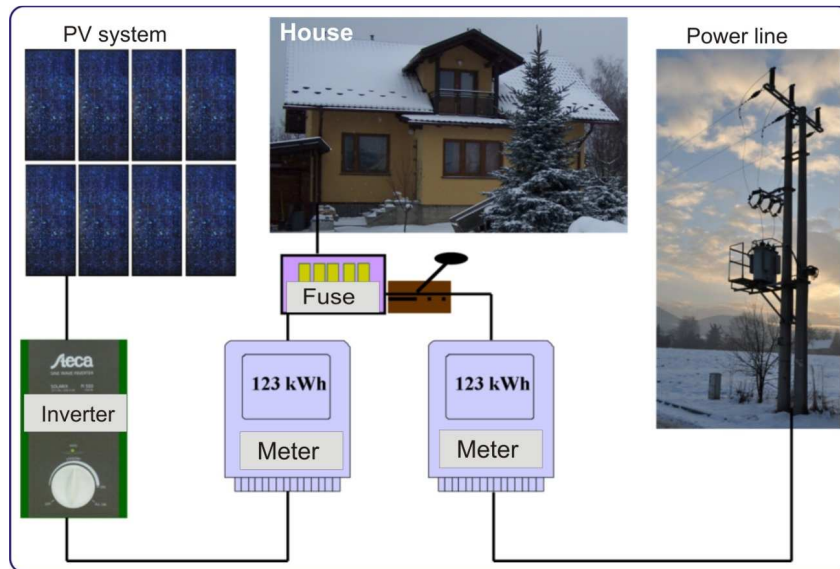 PV system
House
Power line
Fuse
Steca
Inverter
123 kWh
123 kWh
Meter
Meter